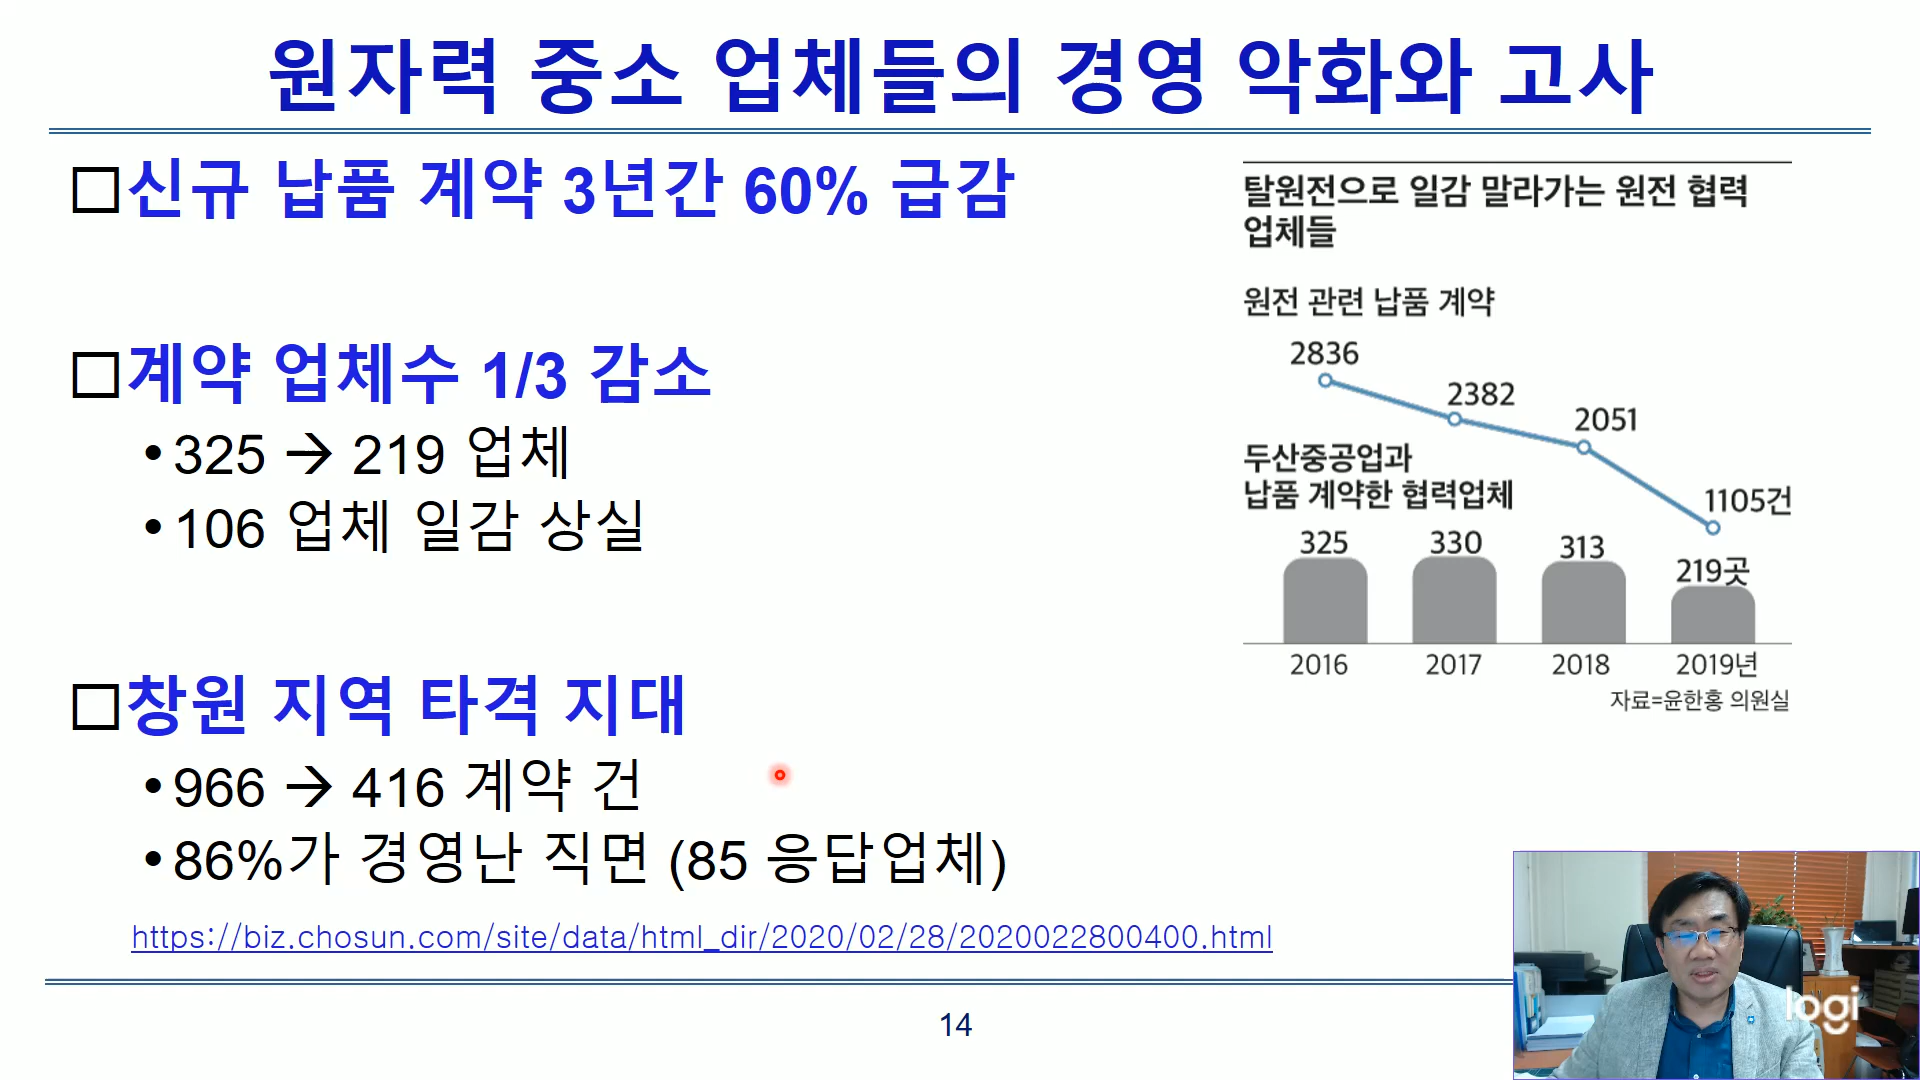 원자력 중소 업체들의 경영 악화와 고사
신규 납품 계약 3년간 60% 급감
계약 업체수 1/3 감소
• 325 → 219 업체
• 106 업체 일감 상실
창원 지역 타격 지대
• 966 → 416 계약 건
• 86%가 경영난 직면 (85 응답업체)
https://biz.chosun.com/site/data/html_dir/2020/02/28/2020022800400.html
탈원전으로 일감 말라가는 원전 협력
업체들
원전 관련 납품 계약
2836
2382
2051
1105건
두산중공업과
납품 계약한 협력업체
325
330
313
219곳
2016
2017
2018
2019년
자료=윤한홍 의원실
14
logi